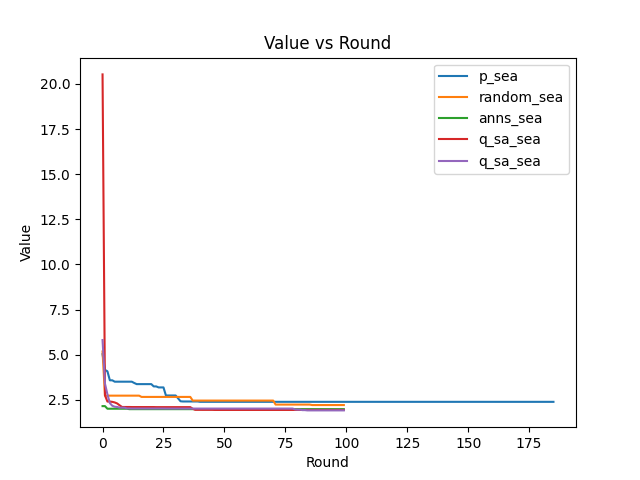 Value vs Round
p_sea
random_sea
anns_sea
q_sa_sea
q_sa_sea
Value
20.0
17.5
15.0
12.5
10.0
7.5
5.0
2.5
0 25 50 75 100 125 150 175
Round